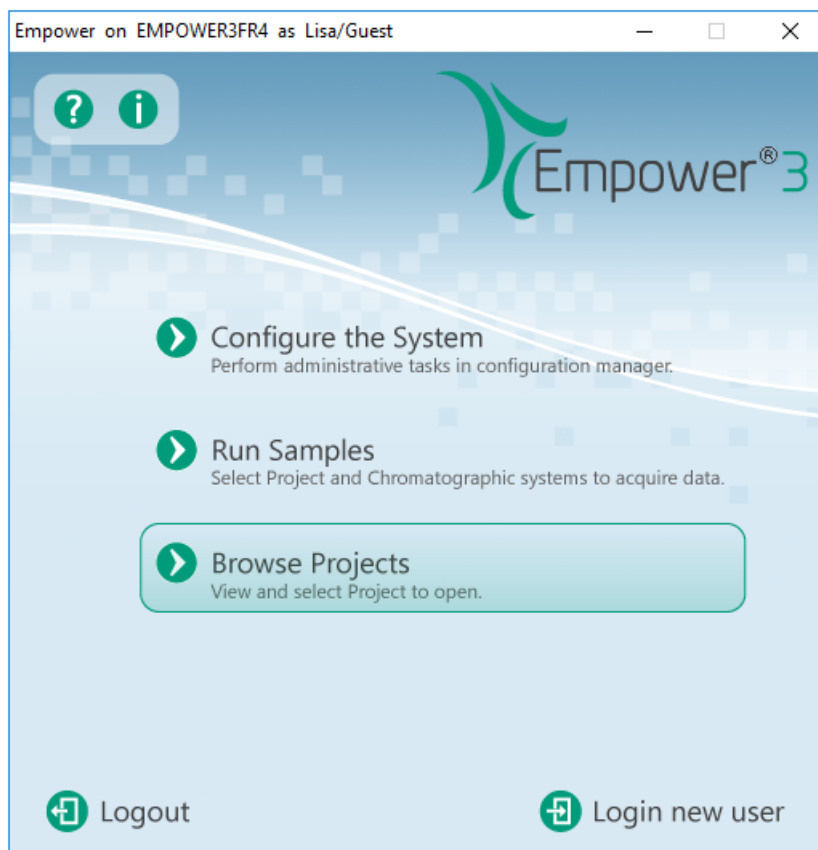 Empower on EMPOWER3FR4 as Lisa/Guest
? i
Empower®3
Configure the System
Perform administrative tasks in configuration manager.
Run Samples
Select Project and Chromatographic systems to acquire data.
Browse Projects
View and select Project to open.
Logout
Login new user